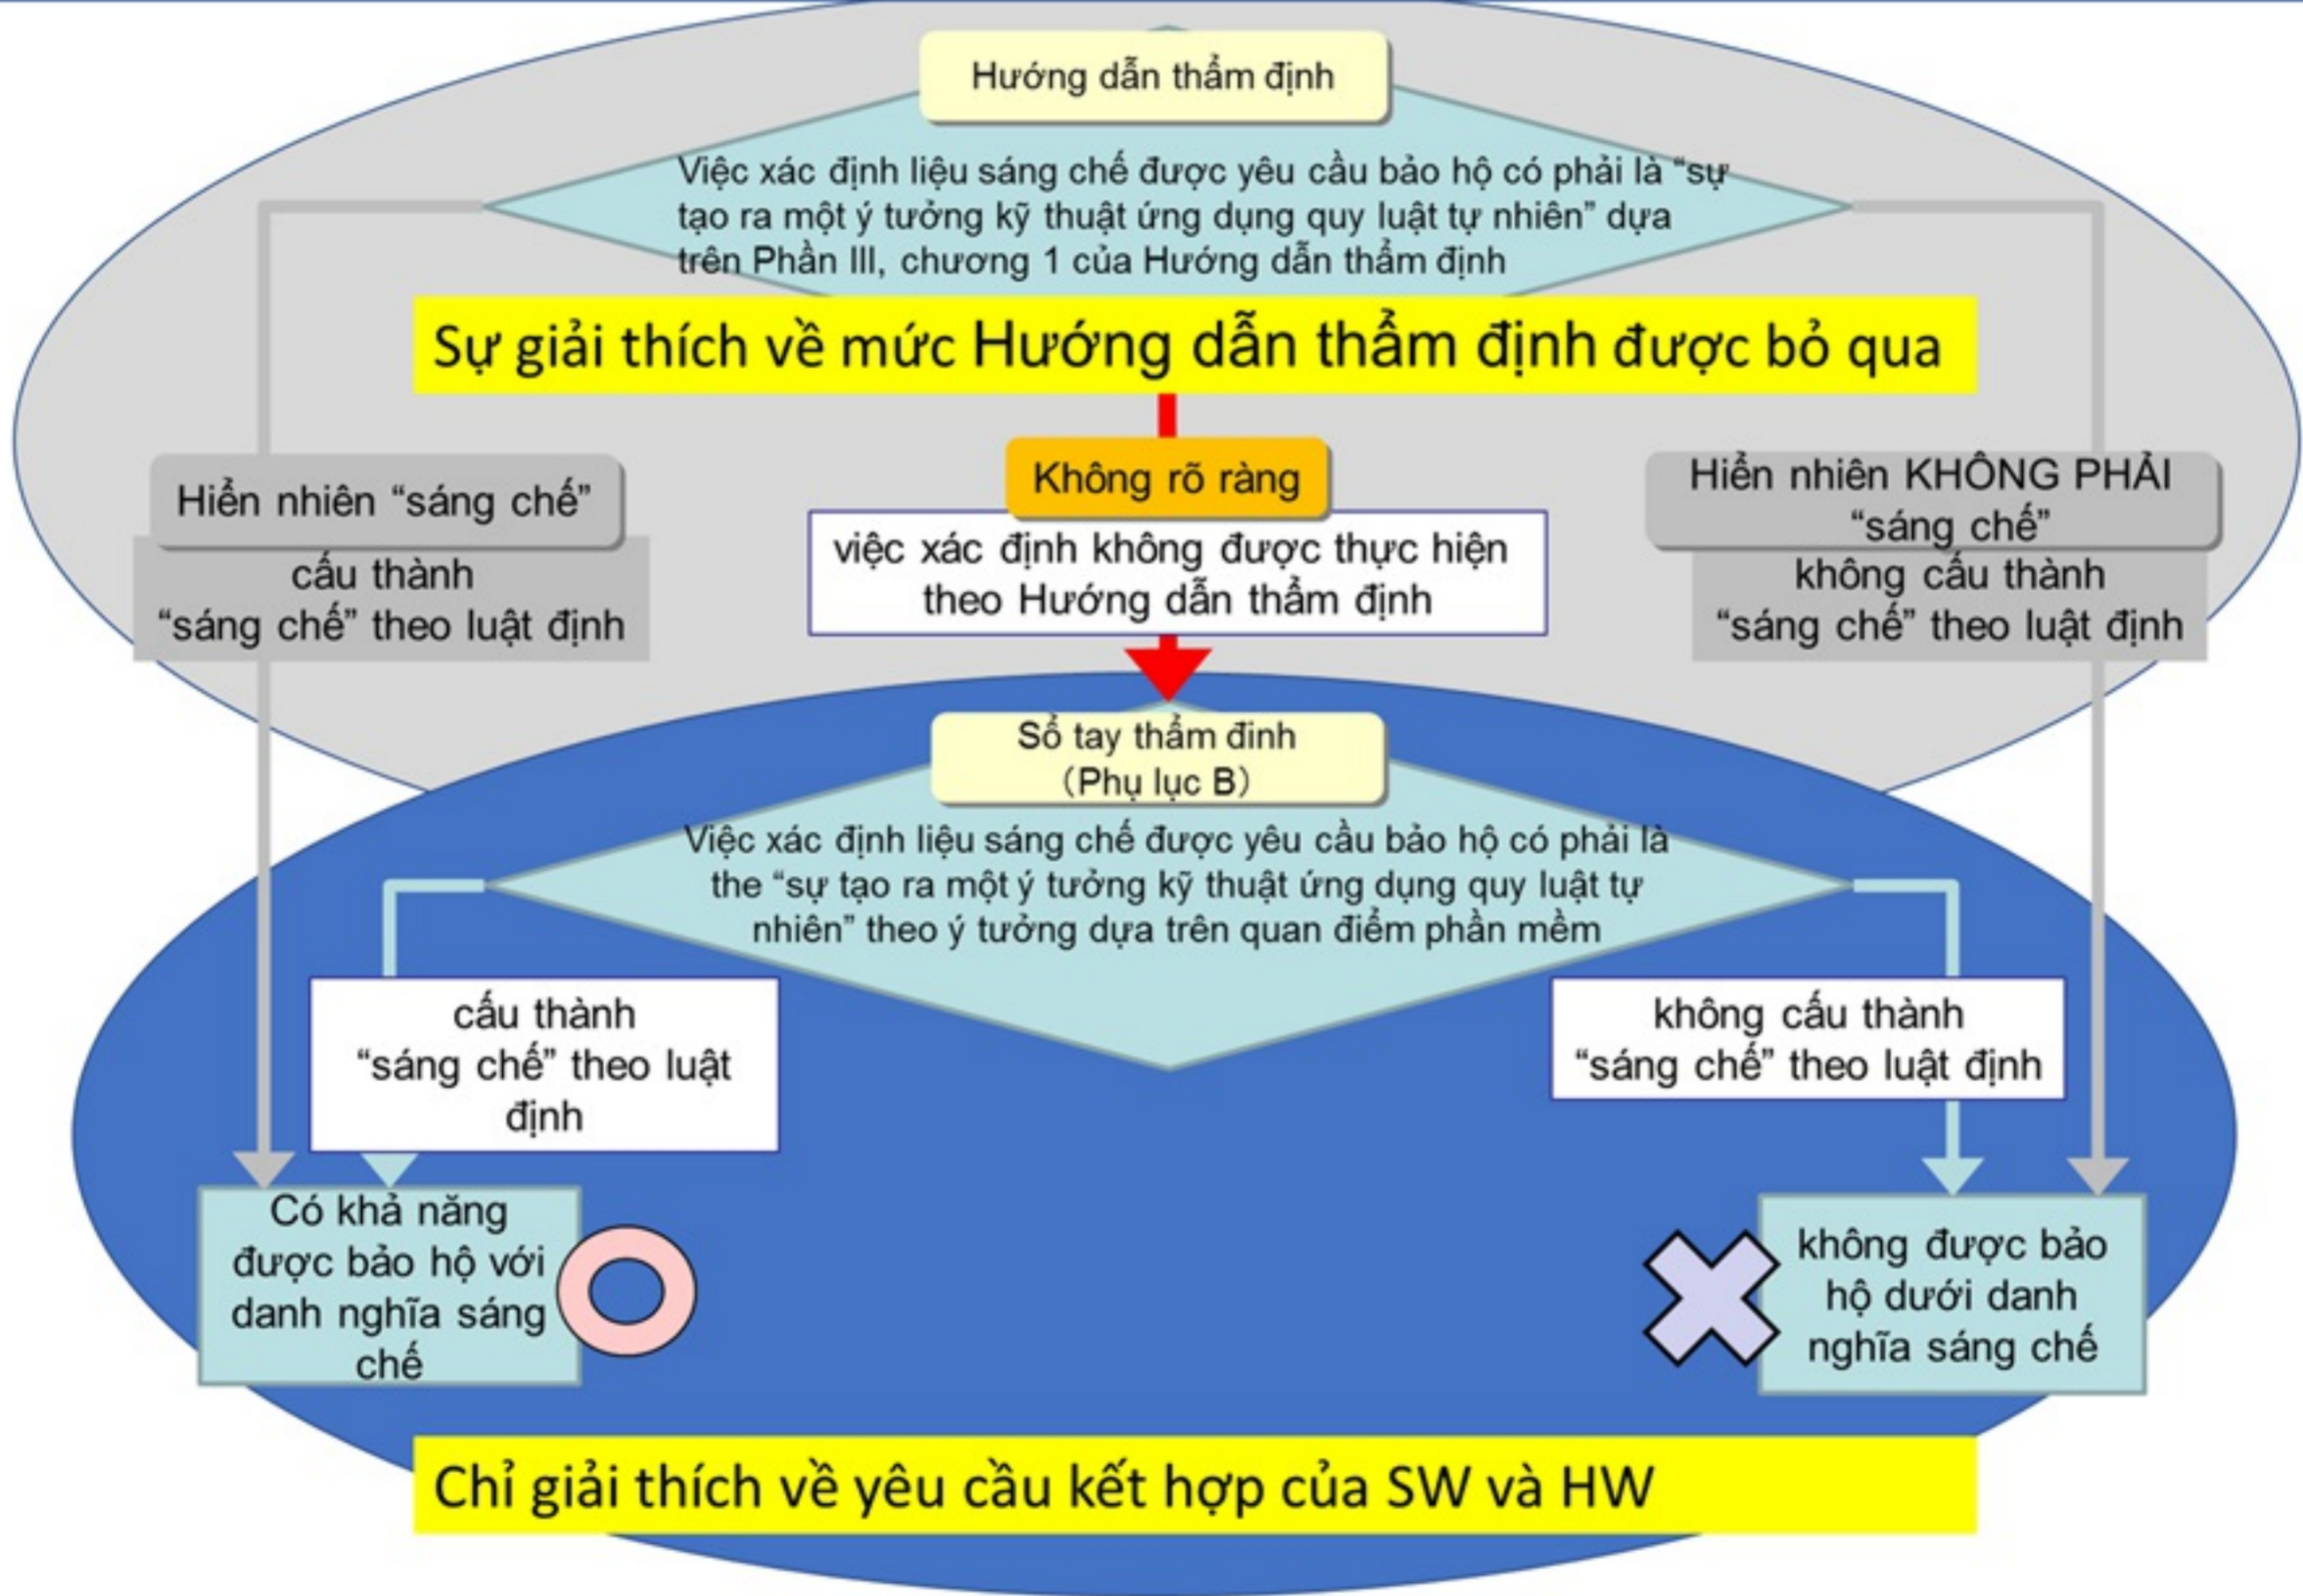 Hướng dẫn thẩm định
Việc xác định liệu sáng chế được yêu cầu bảo hộ có phải là “sự
tạo ra một ý tưởng kỹ thuật ứng dụng quy luật tự nhiên” dựa
trên Phần III, chương 1 của Hướng dẫn thẩm định
Sự giải thích về mức Hướng dẫn thẩm định được bỏ qua
Hiển nhiên “sáng chế”
cấu thành
“sáng chế” theo luật định
Không rõ ràng
việc xác định không được thực hiện
theo Hướng dẫn thẩm định
Hiển nhiên KHÔNG PHẢI
“sáng chế”
không cấu thành
“sáng chế” theo luật định
Sổ tay thẩm đinh
(Phụ lục B)
Việc xác định liệu sáng chế được yêu cầu bảo hộ có phải là
the “sự tạo ra một ý tưởng kỹ thuật ứng dụng quy luật tự
nhiên” theo ý tưởng dựa trên quan điểm phần mềm
cấu thành
“sáng chế” theo luật
định
không cấu thành
“sáng chế” theo luật định
Có khả năng
được bảo hộ với
danh nghĩa sáng
chế
không được bảo
hộ dưới danh
nghĩa sáng chế
Chỉ giải thích về yêu cầu kết hợp của SW và HW